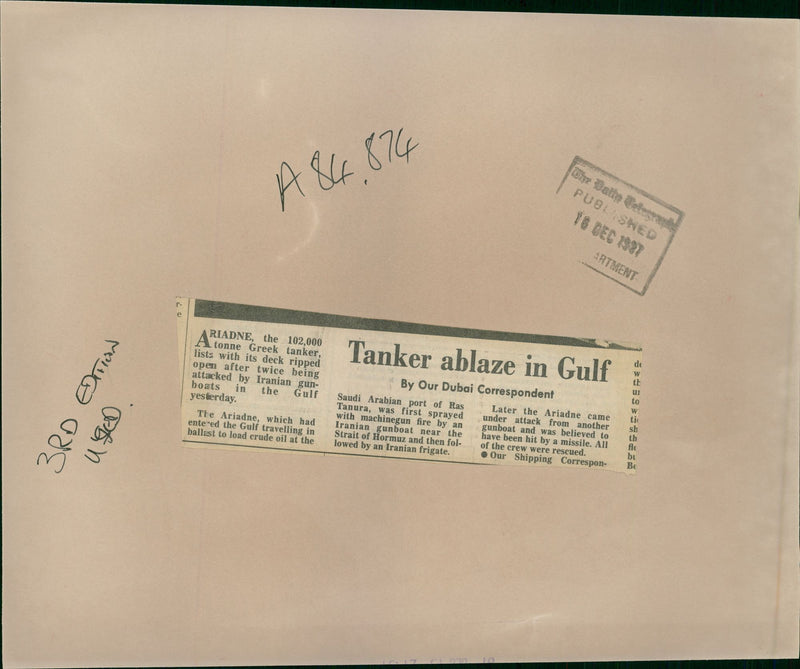 A84.874
The Daily Telegraph
PUBLISHED
DEC 1987
ARTMENT
3RD EDITION
USED.
ARIADNE, the 102,000
tonne Greek tanker,
lists with its deck ripped
open after twice being
attacked by Iranian gun-
boats in the Gulf
yesterday.
The Ariadne, which had
entered the Gulf travelling in
ballast to load crude oil at the
Tanker ablaze in Gulf
By Our Dubai Correspondent
Saudi Arabian port of Ras
Tanura, was first sprayed
with machinegun fire by an
Iranian gunboat near the
Strait of Hormuz and then fol-
lowed by an Iranian frigate.
Later the Ariadne came
under attack from another
gunboat and was believed to
have been hit by a missile. All
of the crew were rescued.
● Our Shipping Correspon-